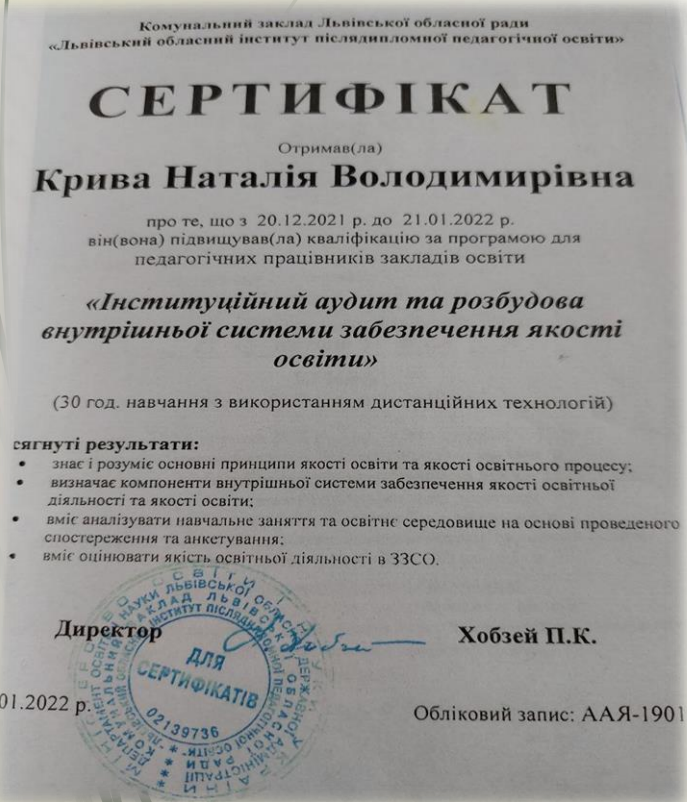 Комунальний заклад Львівської обласної ради
«Львівський обласний інститут післядипломної педагогічної освіти»
СЕРТИФІКАТ
Отримав(ла)
Крива Наталія Володимирівна
про те, що з 20.12.2021 р. до 21.01.2022 р.
він(вона) підвищував(ла) кваліфікацію за програмою для
педагогічних працівників закладів освіти
«Інституційний аудит та розбудова
внутрішньої системи забезпечення якості
освіти»
(30 год. навчання з використанням дистанційних технологій)
сягнуті результати:
• знає і розуміє основні принципи якості освіти та якості освітнього процесу;
• визначає компоненти внутрішньої системи забезпечення якості освітньої
діяльності та якості освіти;
• вміє аналізувати навчальне заняття та освітнє середовище на основі проведеного
спостереження та анкетування;
• вміє оцінювати якість освітньої діяльності в ЗЗСО.
Директор
Хобзей П.К.
ДЛЯ
СЕРТИФІКАТІВ
02139736
01.2022 р.
Обліковий запис: ААЯ-1901